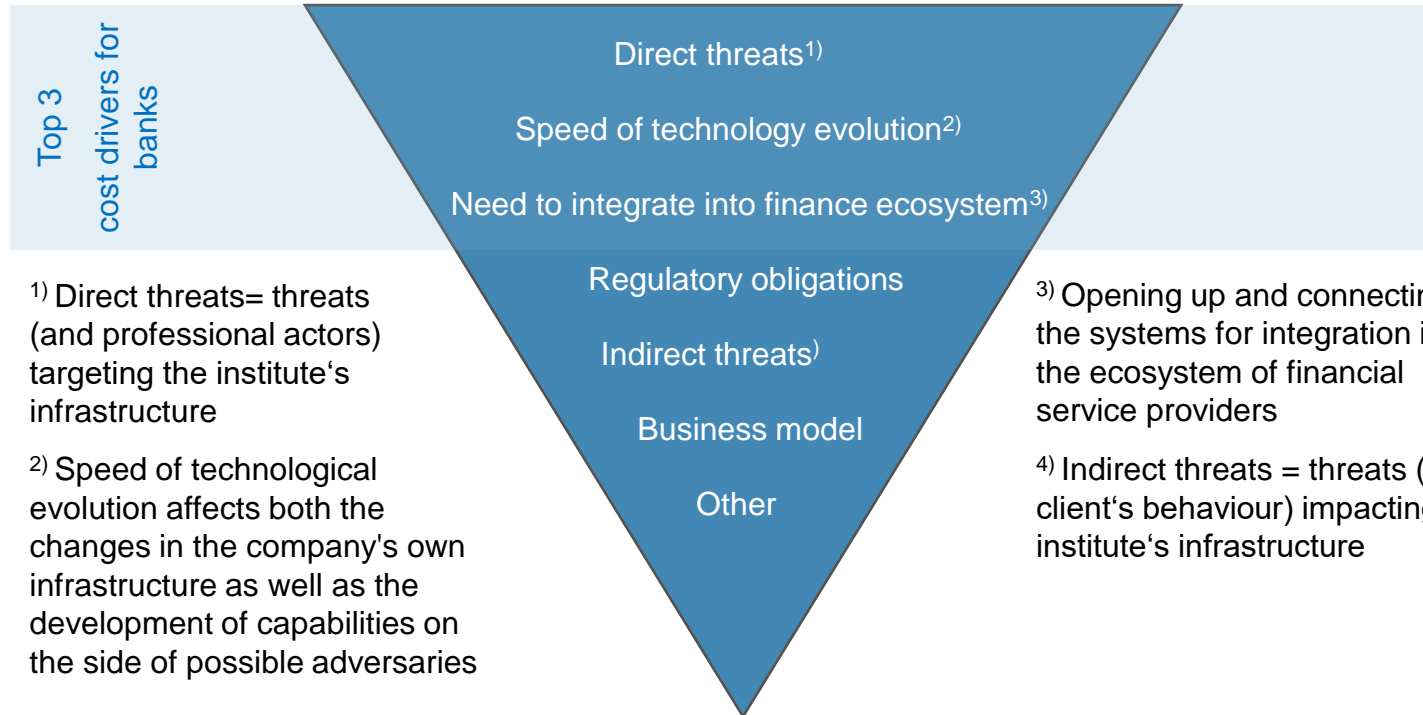 Top 3
cost drivers for
banks
Direct threats1)
Speed of technology evolution2)
Need to integrate into finance ecosystem3)
Regulatory obligations
Indirect threats)
Business model
Other
1) Direct threats= threats
(and professional actors)
targeting the institute‘s
infrastructure
2) Speed of technological
evolution affects both the
changes in the company's own
infrastructure as well as the
development of capabilities on
the side of possible adversaries
3) Opening up and
the systems for integration
the ecosystem of financial
service providers
4) Indirect threats = threats (
client‘s behaviour)
institute‘s infrastructure